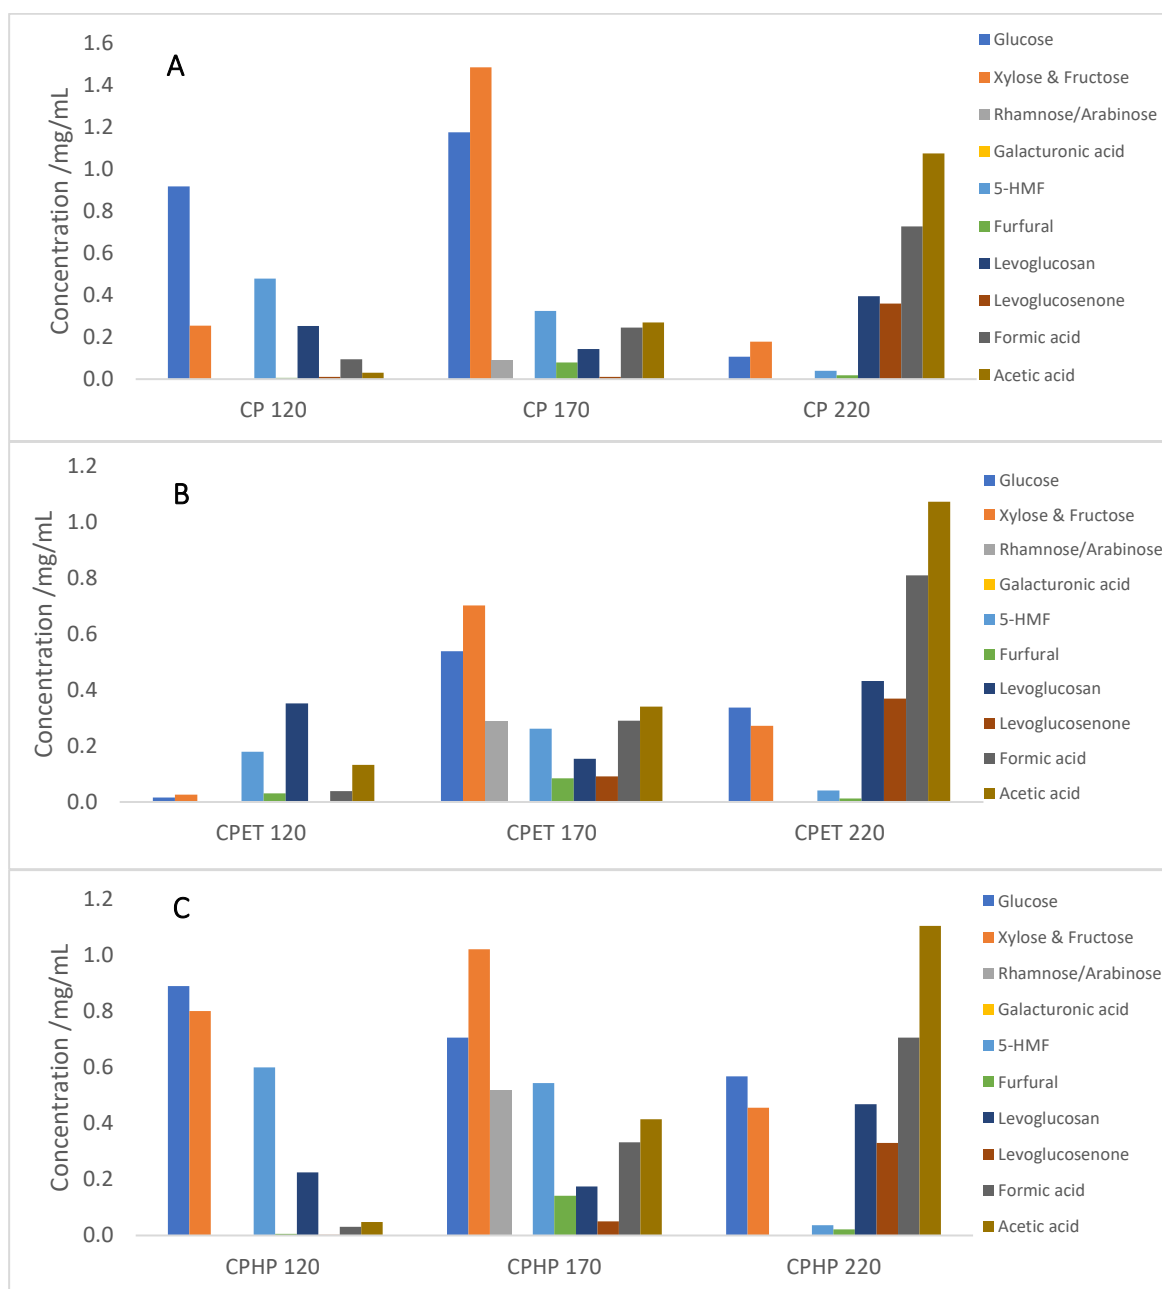 A
Concentration /mg/mL
1.6
1.4
1.2
1.0
0.8
0.6
0.4
0.2
0.0
CP 120
CP 170
CP 220
Glucose
Xylose & Fructose
Rhamnose/Arabinose
Galacturonic acid
5-HMF
Furfural
Levoglucosan
Levoglucosenone
Formic acid
Acetic acid
B
Concentration /mg/mL
1.2
1.0
0.8
0.6
0.4
0.2
0.0
CPET 120
CPET 170
CPET 220
Glucose
Xylose & Fructose
Rhamnose/Arabinose
Galacturonic acid
5-HMF
Furfural
Levoglucosan
Levoglucosenone
Formic acid
Acetic acid
C
Concentration /mg/mL
1.2
1.0
0.8
0.6
0.4
0.2
0.0
CPHP 120
CPHP 170
CPHP 220
Glucose
Xylose & Fructose
Rhamnose/Arabinose
Galacturonic acid
5-HMF
Furfural
Levoglucosan
Levoglucosenone
Formic acid
Acetic acid